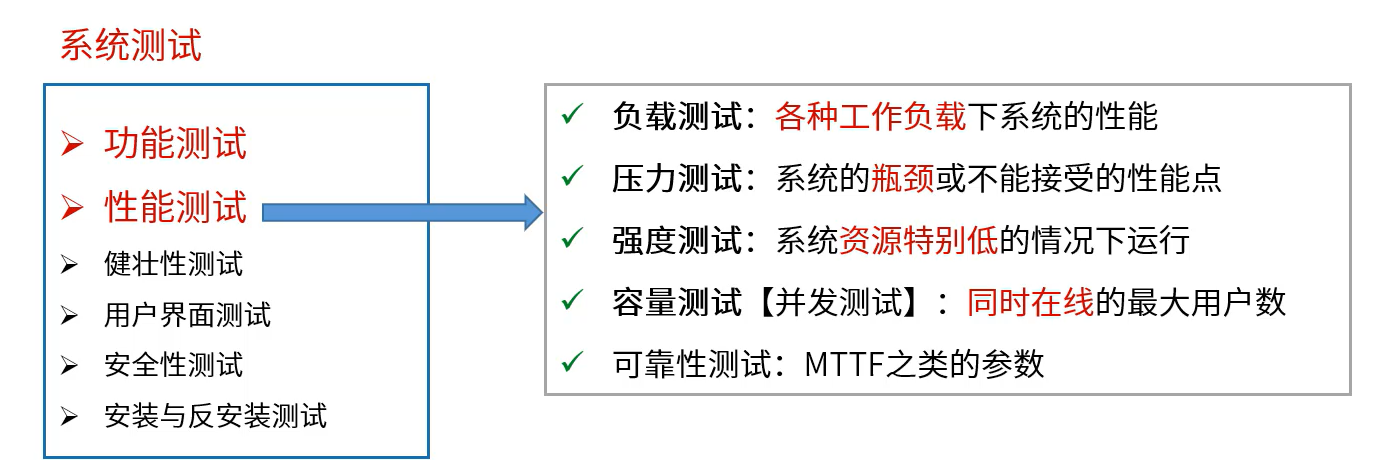 系统测试
功能测试
性能测试
健壮性测试
用户界面测试
安全性测试
安装与反安装测试
负载测试：各种工作负载下系统的性能
压力测试：系统的瓶颈或不能接受的性能点
强度测试：系统资源特别低的情况下运行
容量测试【并发测试】：同时在线的最大用户数
可靠性测试：MTTF之类的参数